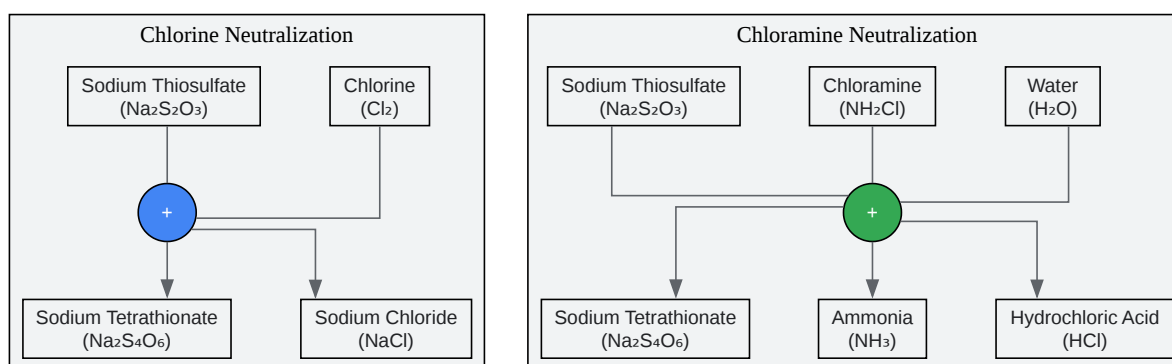 Chlorine Neutralization
Sodium Thiosulfate
(Na₂S₂O₃)
Chlorine
(Cl₂)
+
Sodium Tetrathionate
(Na₂S₄O₆)
Sodium Chloride
(NaCl)
Chloramine Neutralization
Sodium Thiosulfate
(Na₂S₂O₃)
Chloramine
(NH₂Cl)
Water
(H₂O)
+
Sodium Tetrathionate
(Na₂S₄O₆)
Ammonia
(NH₃)
Hydrochloric Acid
(HCl)